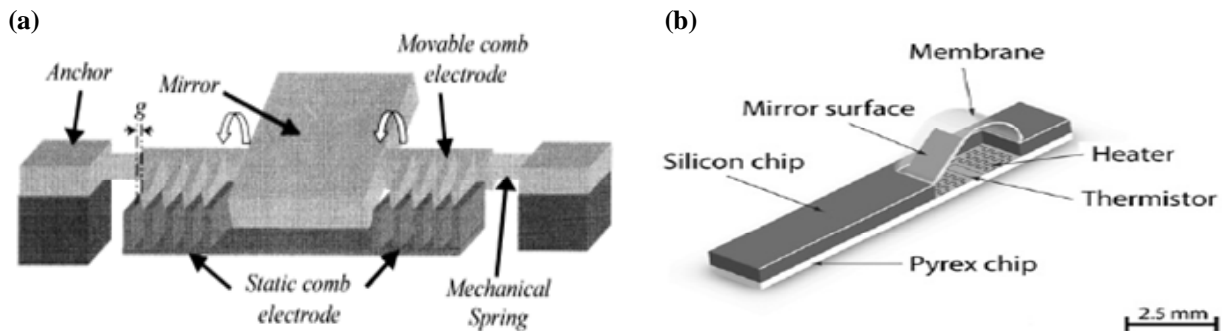 (a)
Anchor
g
Mirror
Movable comb
electrode
Static comb
electrode
Mechanical
Spring
(b)
Membrane
Mirror surface
Silicon chip
Heater
Thermistor
Pyrex chip
2.5 mm